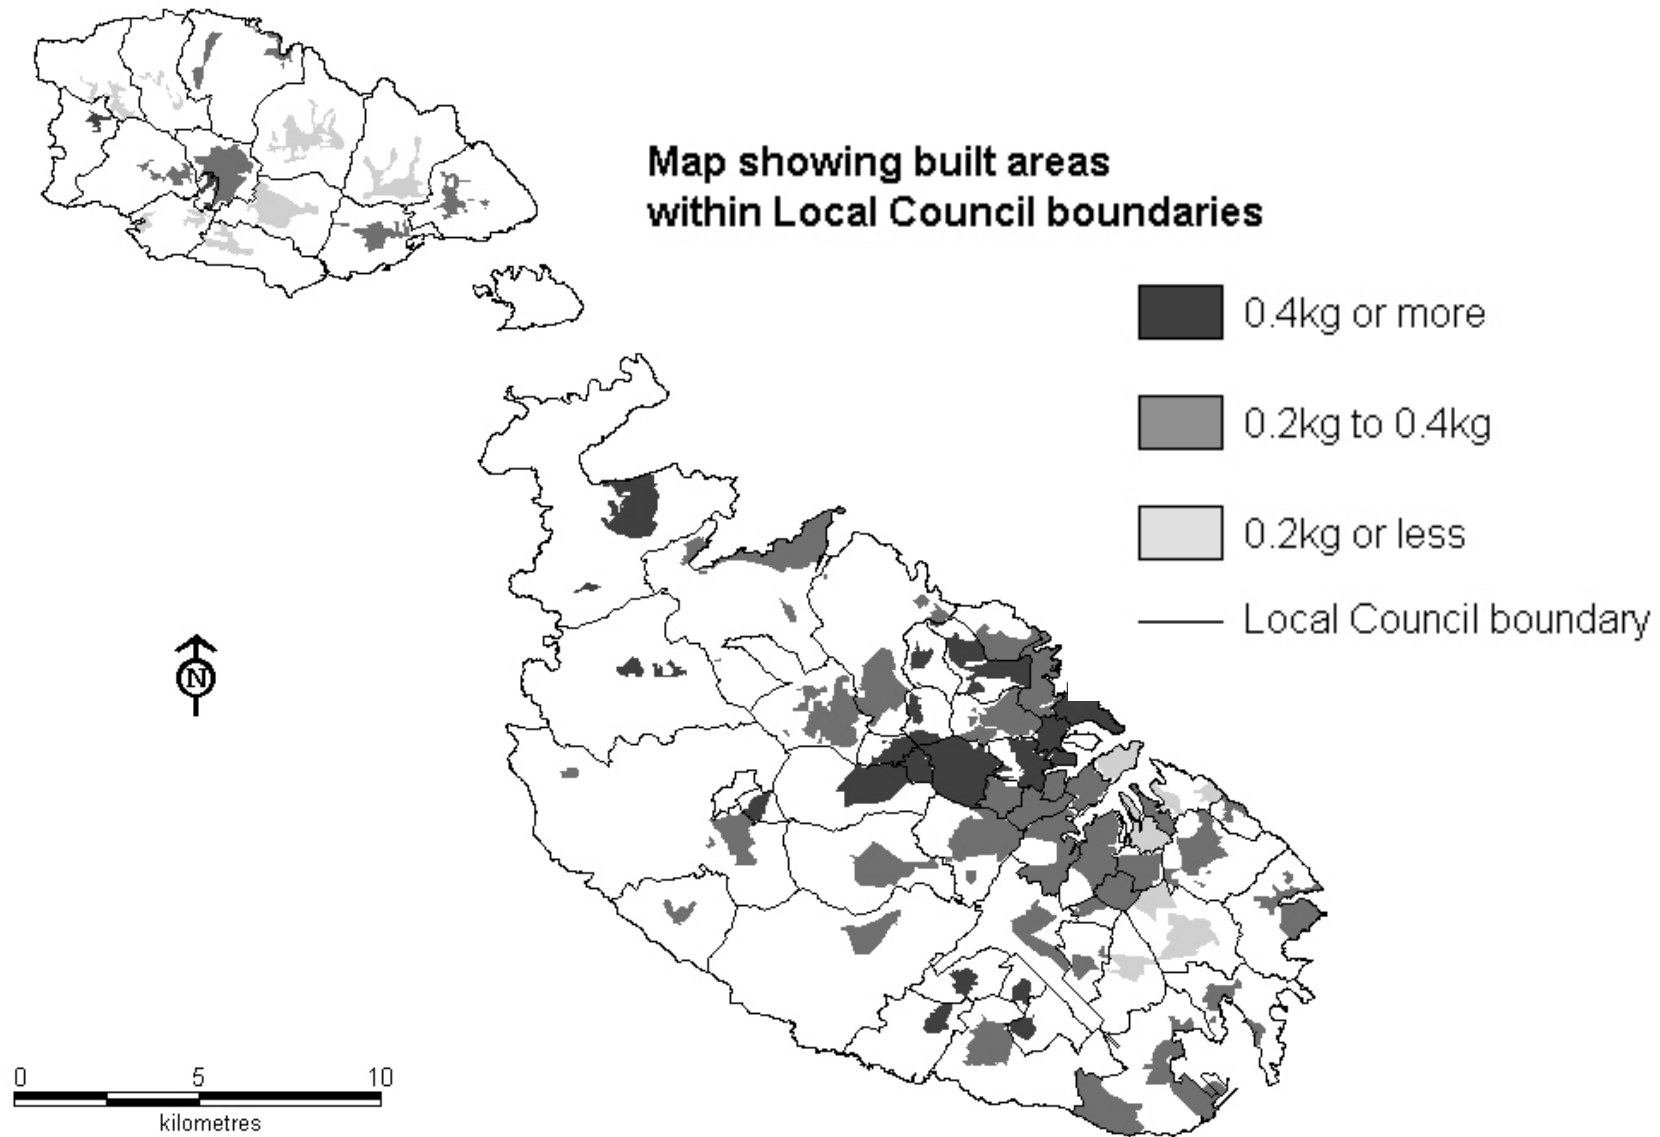 Map showing built areas
within Local Council boundaries
0.4kg or more
0.2kg to 0.4kg
0.2kg or less
Local Council boundary
N
0 5 10
kilometres